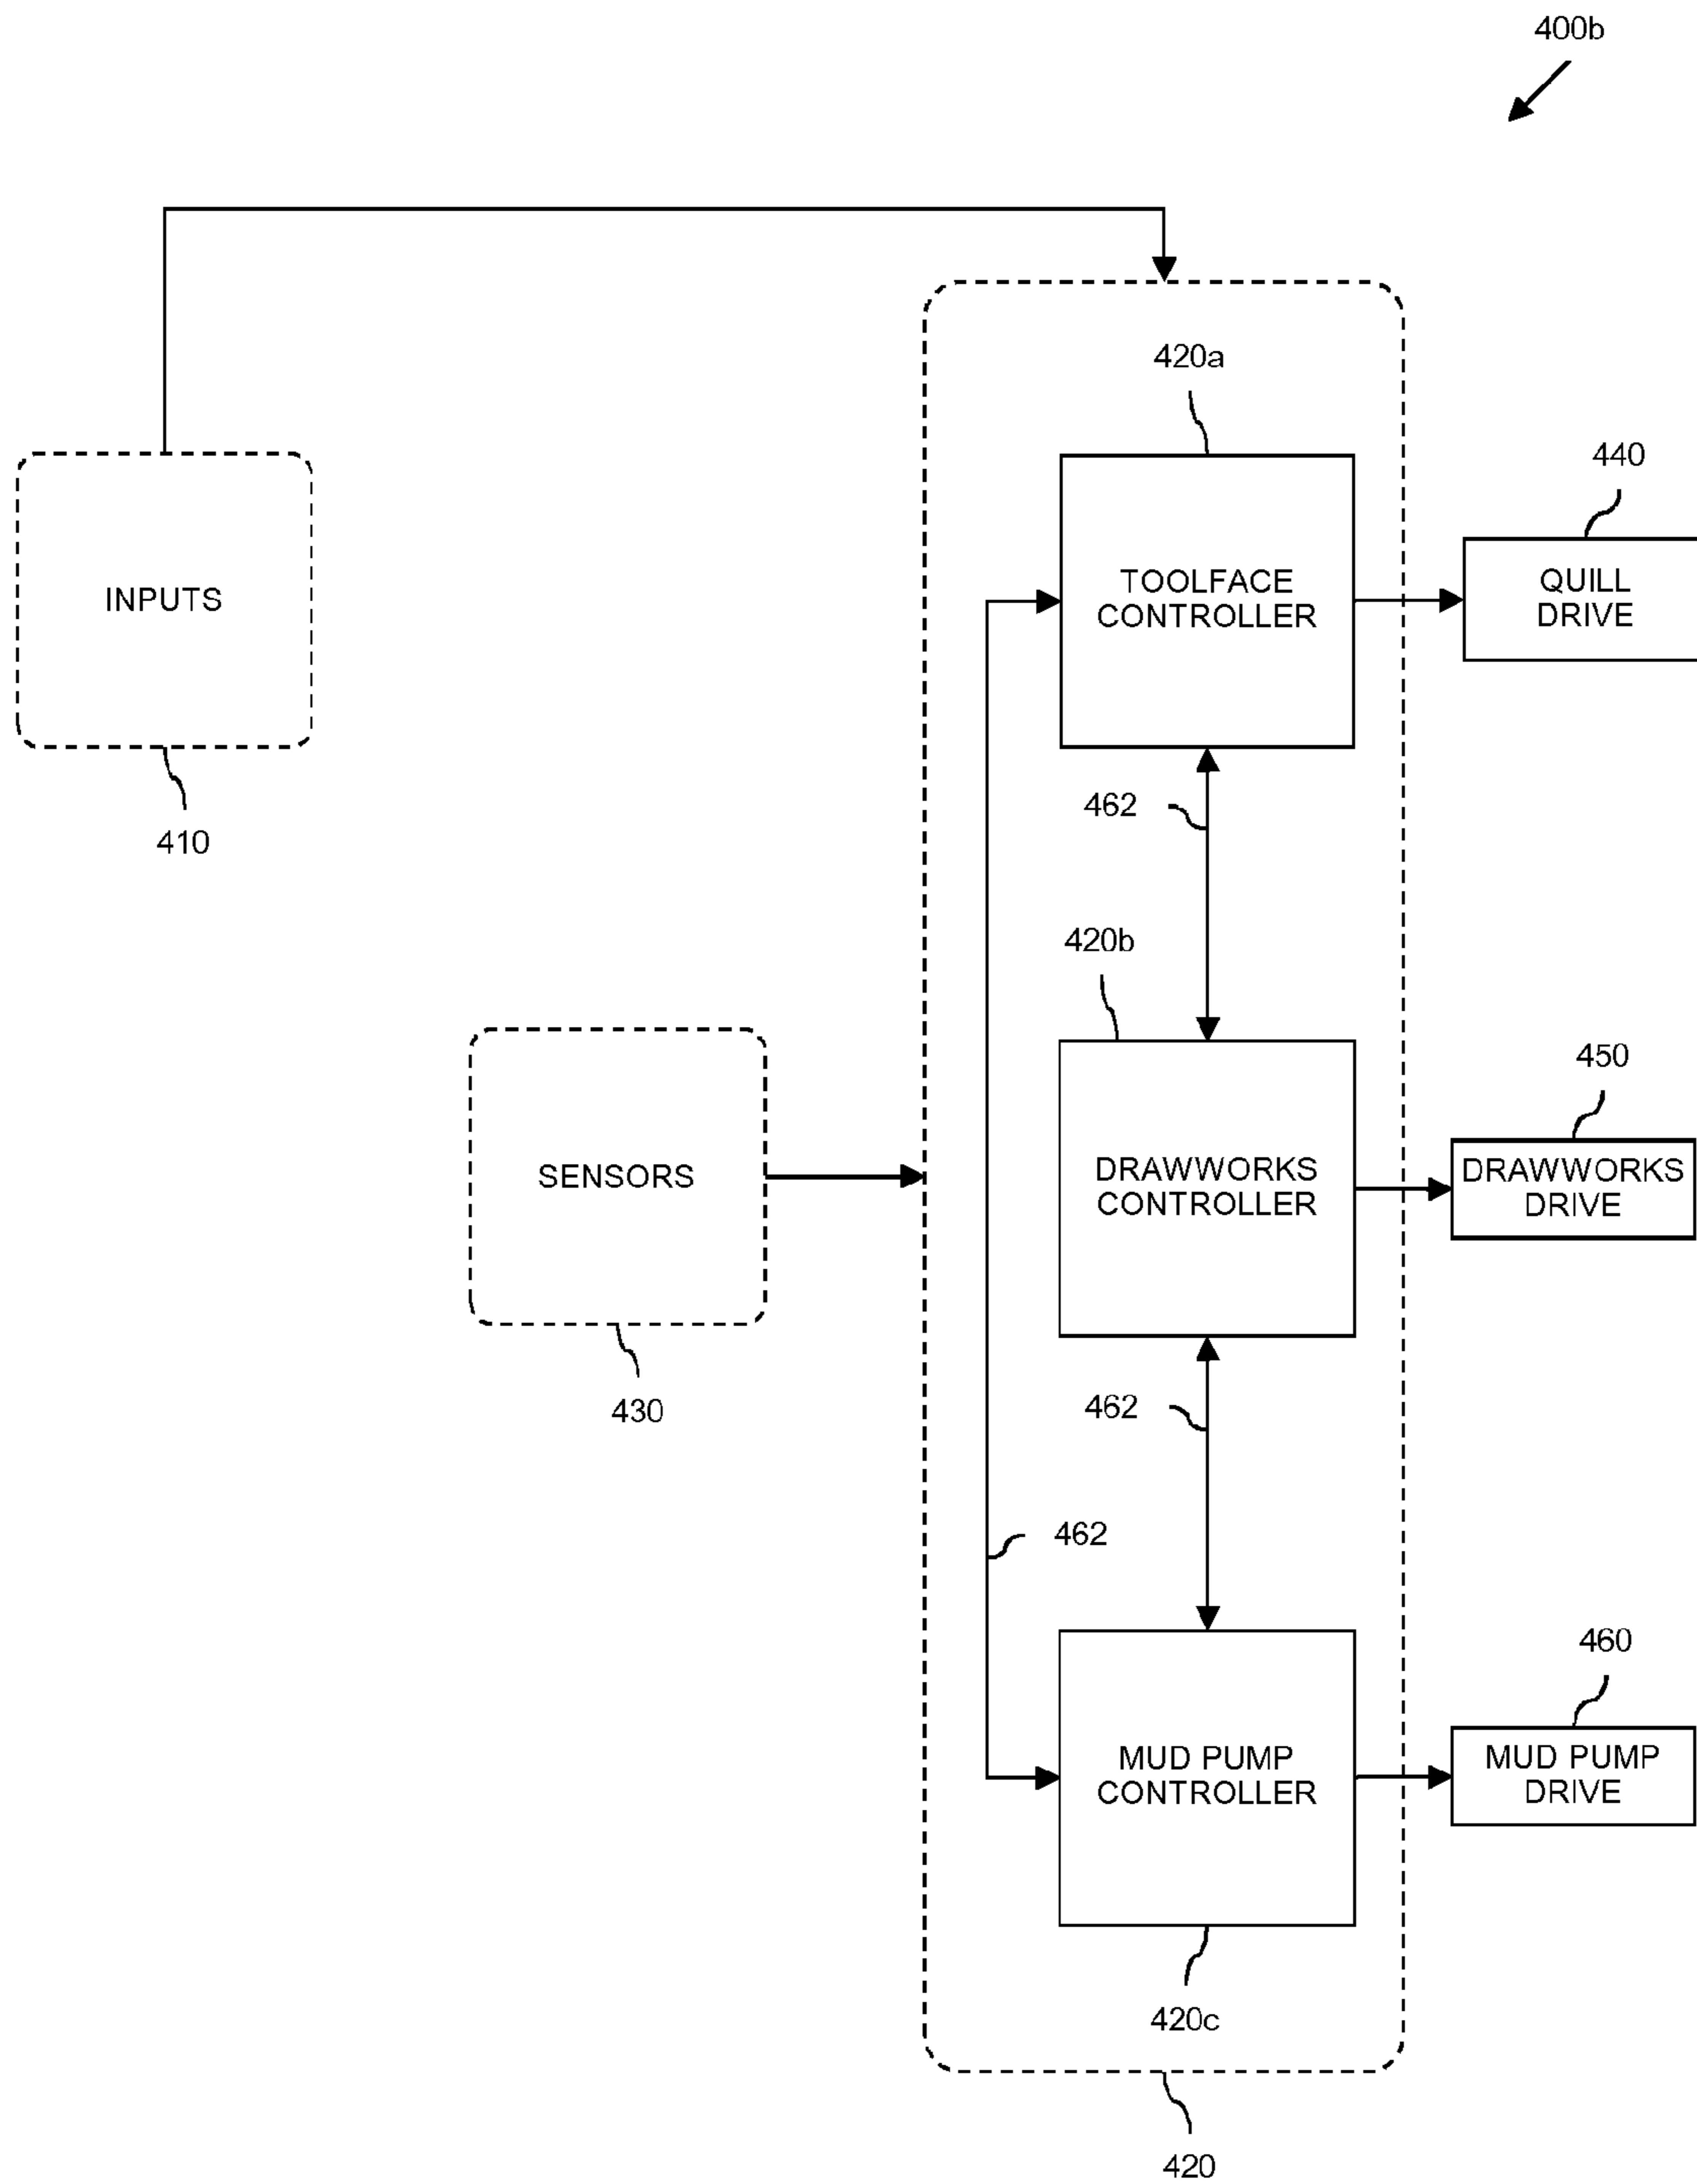 400b
420a
440
INPUTS
TOOLFACE
CONTROLLER
QUILL
DRIVE
410
462
420b
450
SENSORS
DRAWWORKS
CONTROLLER
DRAWWORKS
DRIVE
430
462
462
460
MUD PUMP
CONTROLLER
MUD PUMP
DRIVE
420c
420